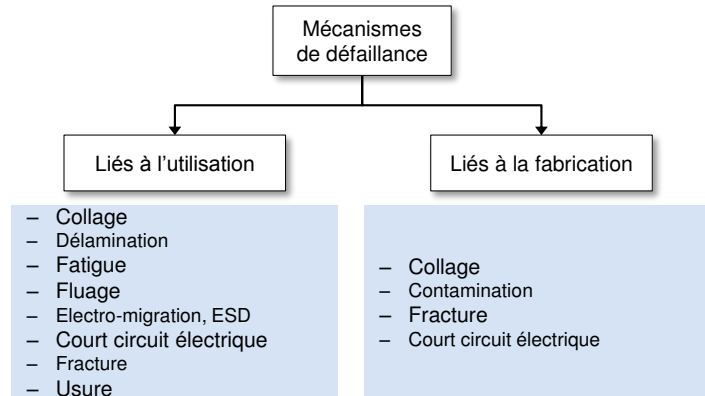 Mécanismes
de défaillance
Liés à l'utilisation
Liés à la fabrication
– Collage
– Délamination
– Fatigue
– Fluage
– Electro-migration, ESD
– Court circuit électrique
– Fracture
– Usure
– Collage
– Contamination
– Fracture
– Court circuit électrique